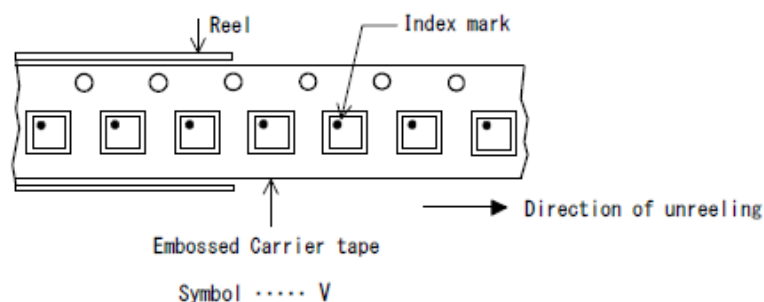 Reel
Index mark
Direction of unreeling
Embossed Carrier tape
Symbol ····· V